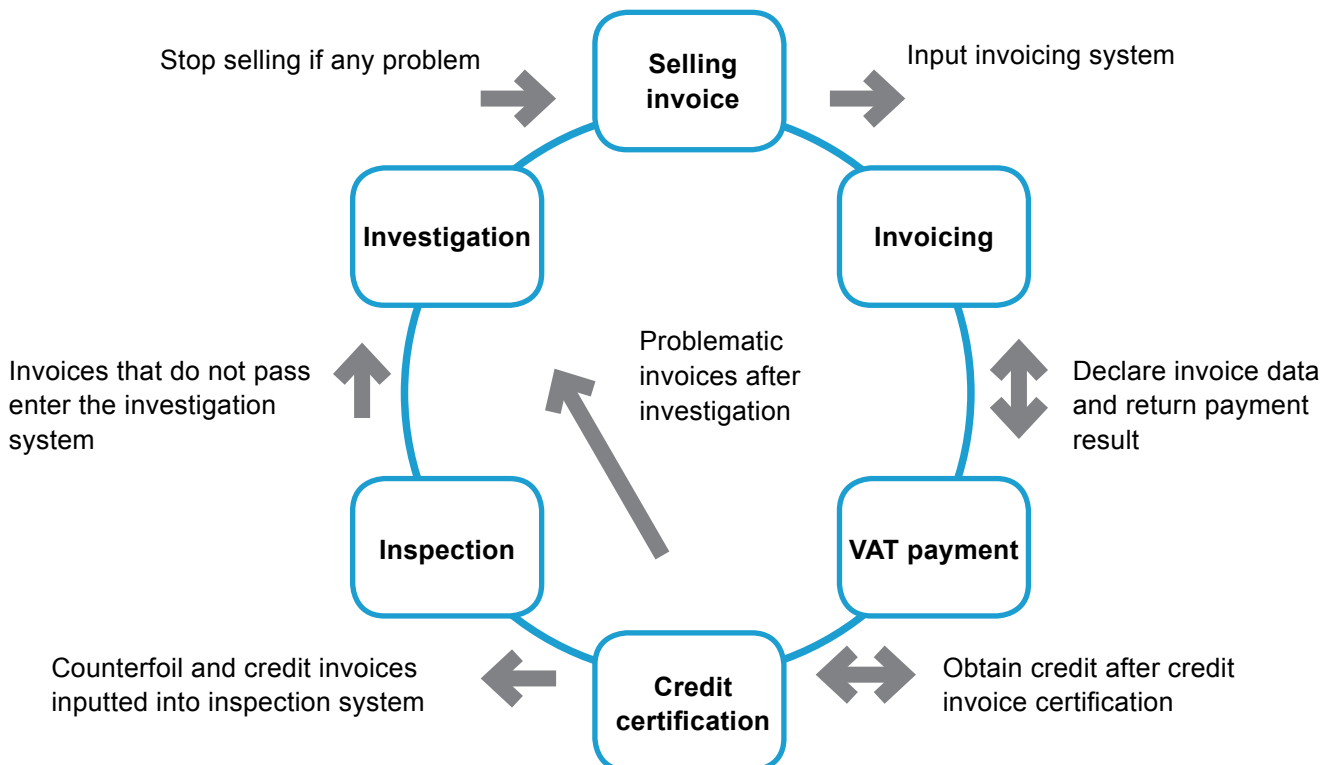 Stop selling if any problem
Selling
invoice
Input invoicing system
Investigation
Invoicing
Problematic
invoices after
investigation
Invoices that do not pass
enter the investigation
system
Declare invoice data
and return payment
result
Inspection
VAT payment
Counterfoil and credit invoices
inputted into inspection system
Credit
certification
Obtain credit after credit
invoice certification